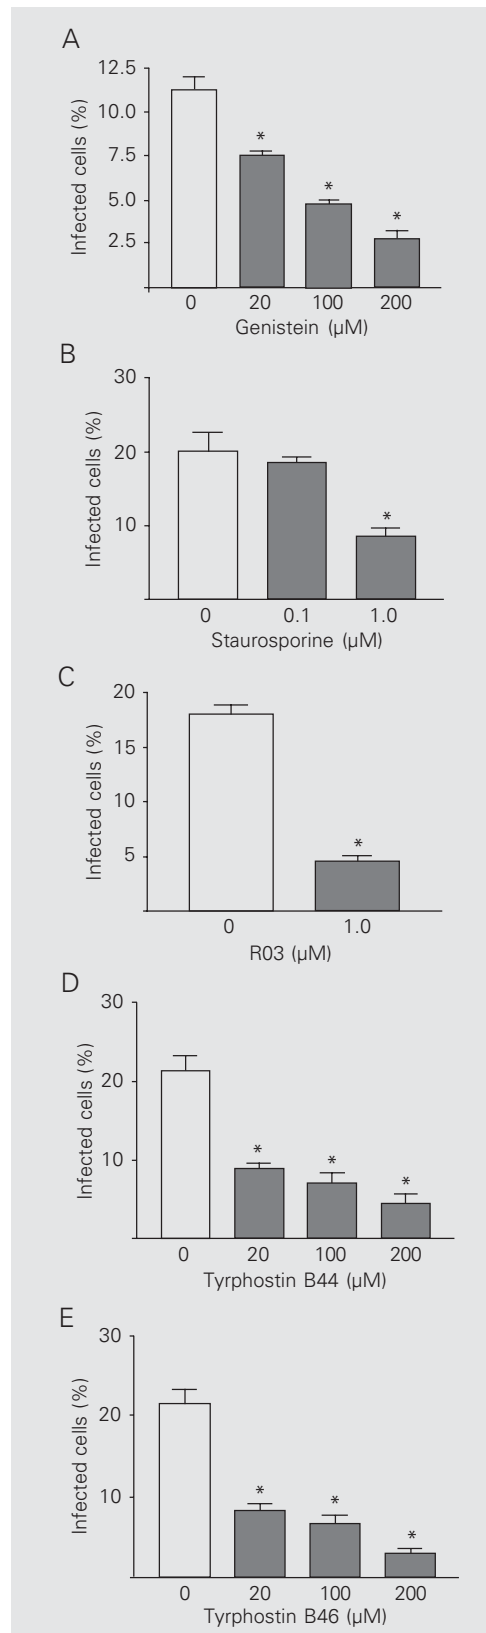 A
Infected cells (%)
12.5
10.0
7.5
5.0
2.5
*
*
*
0 20 100 200
Genistein (µM)
B
Infected cells (%)
30
20
10
*
0 0.1 1.0
Staurosporine (µM)
C
Infected cells (%)
20
15
10
5
*
0 1.0
R03 (µM)
D
Infected cells (%)
30
20
10
*
*
*
0 20 100 200
Tyrphostin B44 (µM)
E
Infected cells (%)
30
20
10
*
*
*
0 20 100 200
Tyrphostin B46 (µM)